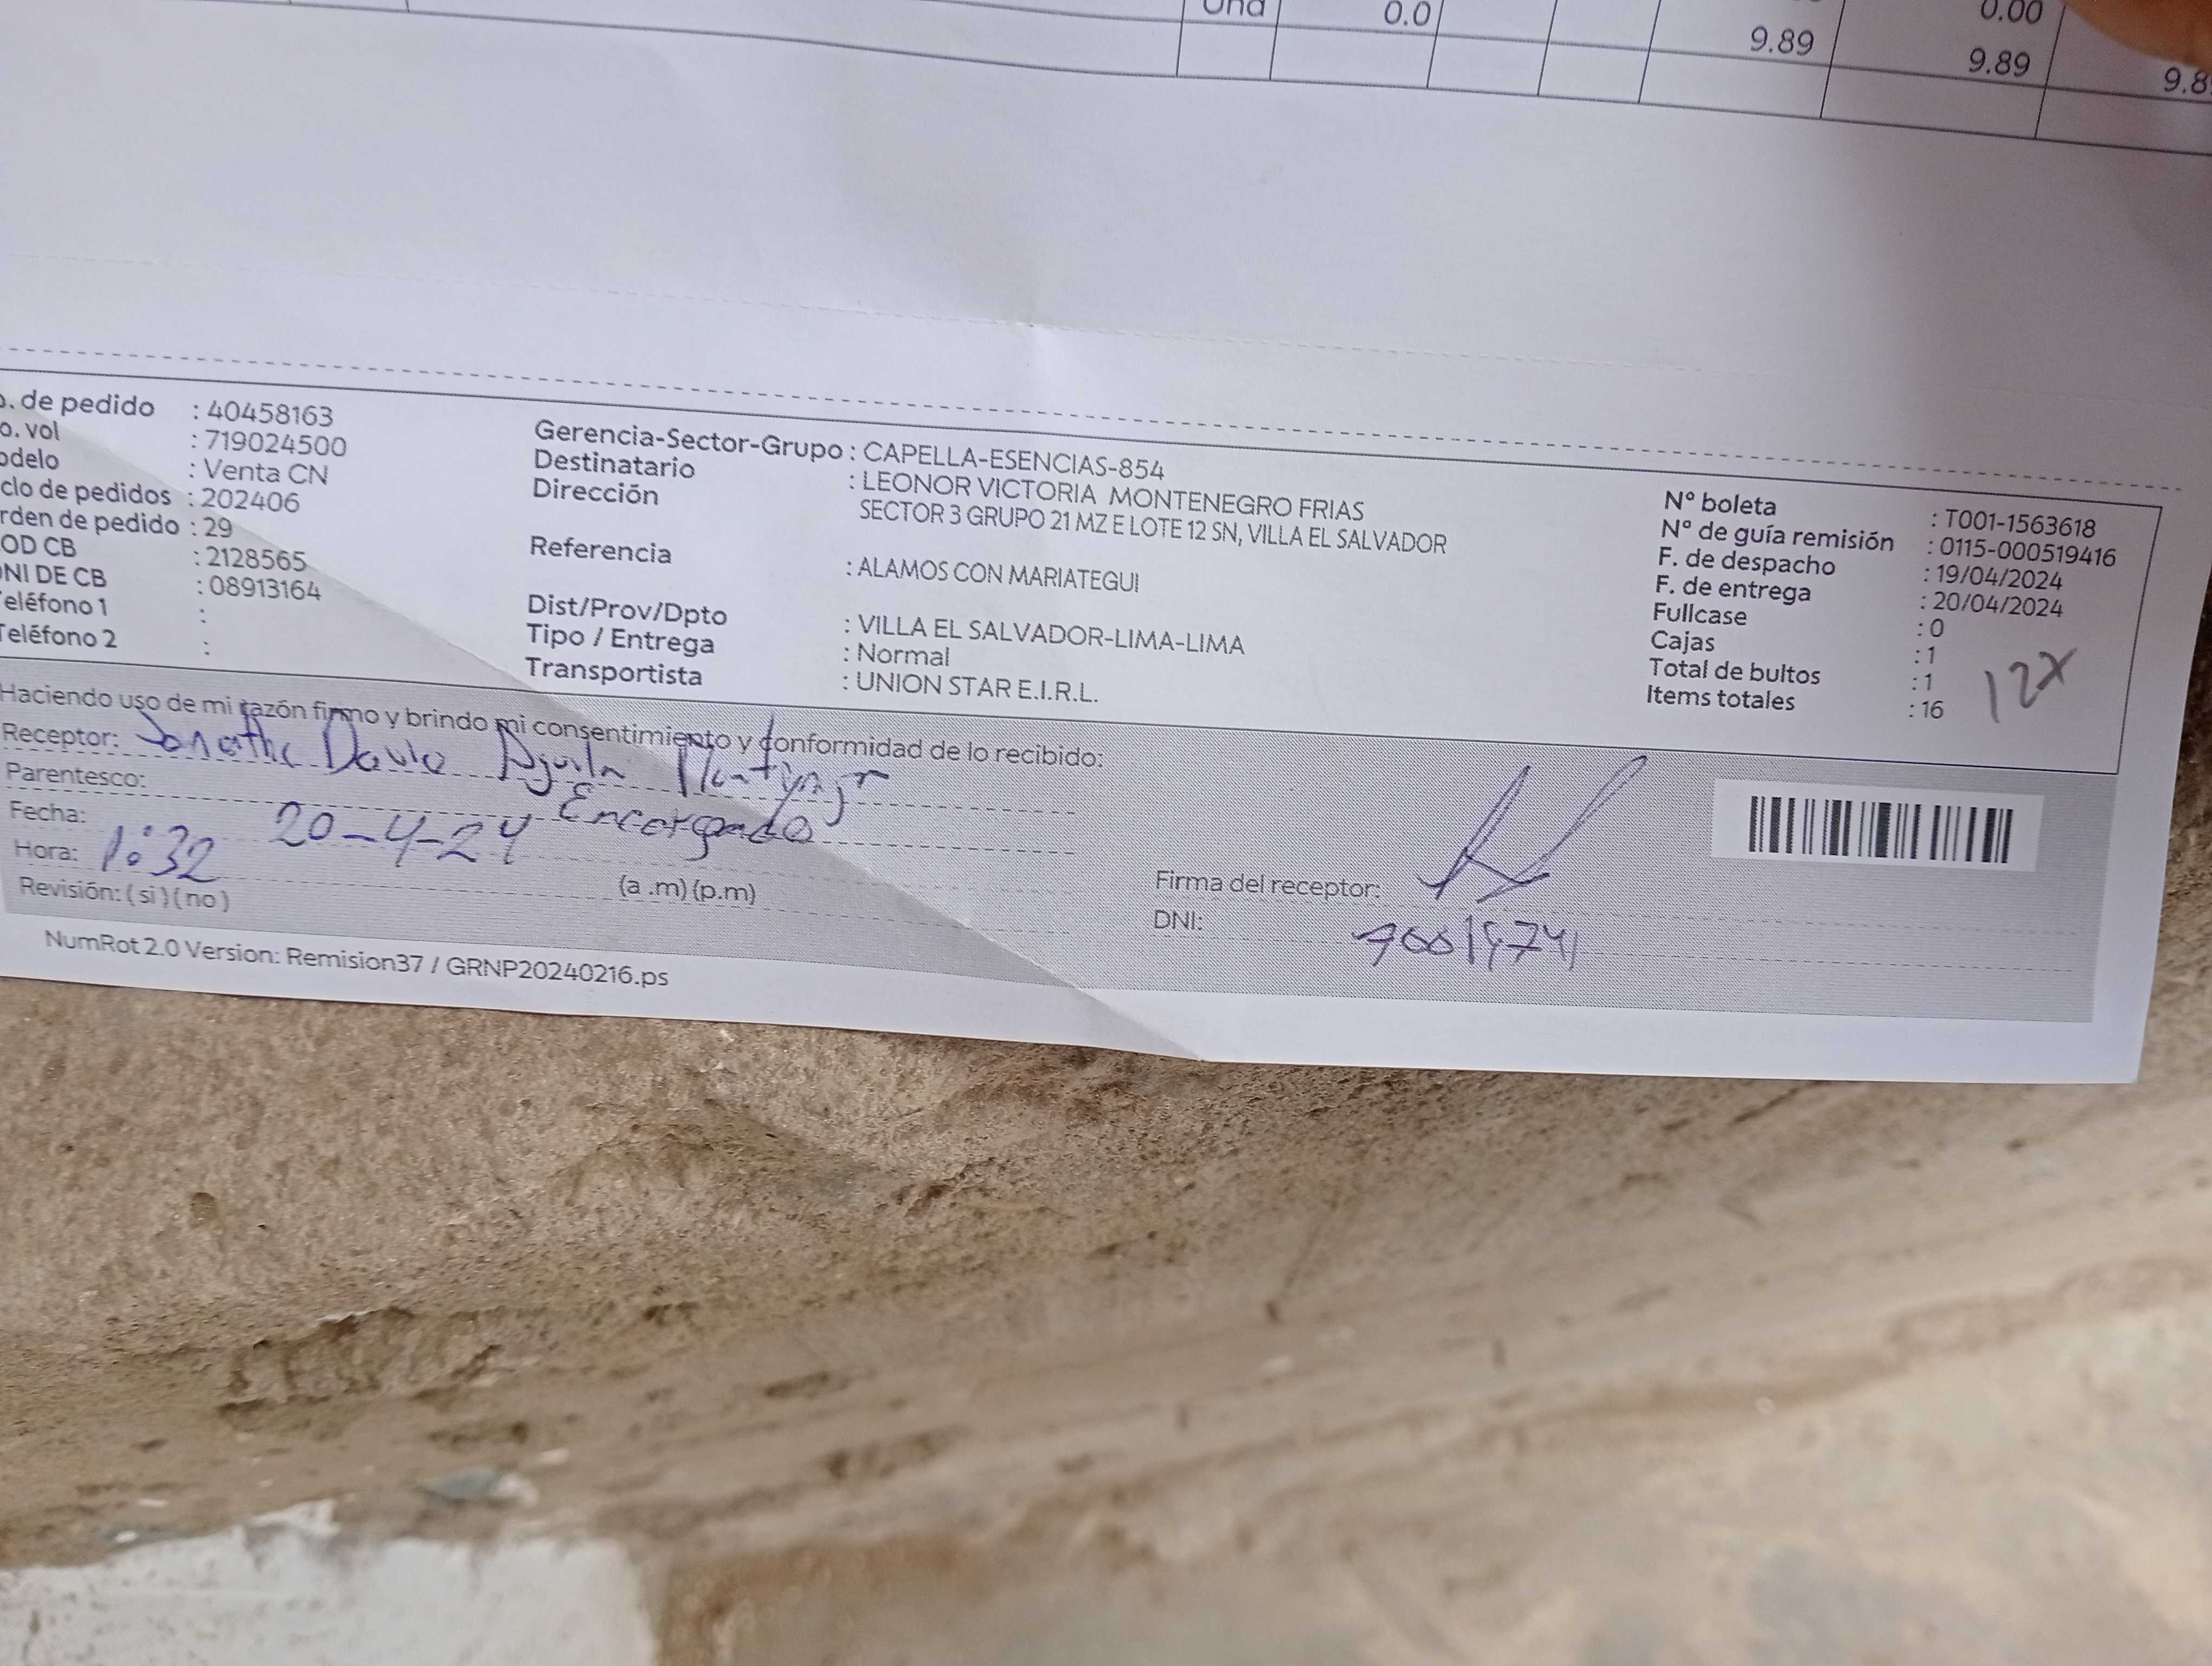 Und 0.0 0.00
9.89 9.89 9.8
o. de pedido : 40458163
o. vol : 719024500
odelo : Venta CN
clo de pedidos : 202406
rden de pedido : 29
OD CB : 2128565
NI DE CB : 08913164
eléfono 1 :
Teléfono 2 :
Gerencia-Sector-Grupo : CAPELLA-ESENCIAS-854
Destinatario : LEONOR VICTORIA MONTENEGRO FRIAS
Dirección SECTOR 3 GRUPO 21 MZ E LOTE 12 SN, VILLA EL SALVADOR
Referencia : ALAMOS CON MARIATEGUI
Dist/Prov/Dpto : VILLA EL SALVADOR-LIMA-LIMA
Tipo / Entrega : Normal
Transportista : UNION STAR E.I.R.L.
N° boleta : T001-1563618
N° de guía remisión : 0115-000519416
F. de despacho : 19/04/2024
F. de entrega : 20/04/2024
Fullcase : 0
Cajas : 1
Total de bultos : 1
Items totales : 16
12x
Haciendo uso de mi razón firmo y brindo mi consentimiento y conformidad de lo recibido:
Receptor:
Parentesco: Encargado
Fecha: 20-4-24
Hora: 1:32 (a .m) (p.m)
Revisión: ( si ) ( no )
Firma del receptor:
DNI:
NumRot 2.0 Version: Remision37 / GRNP20240216.ps